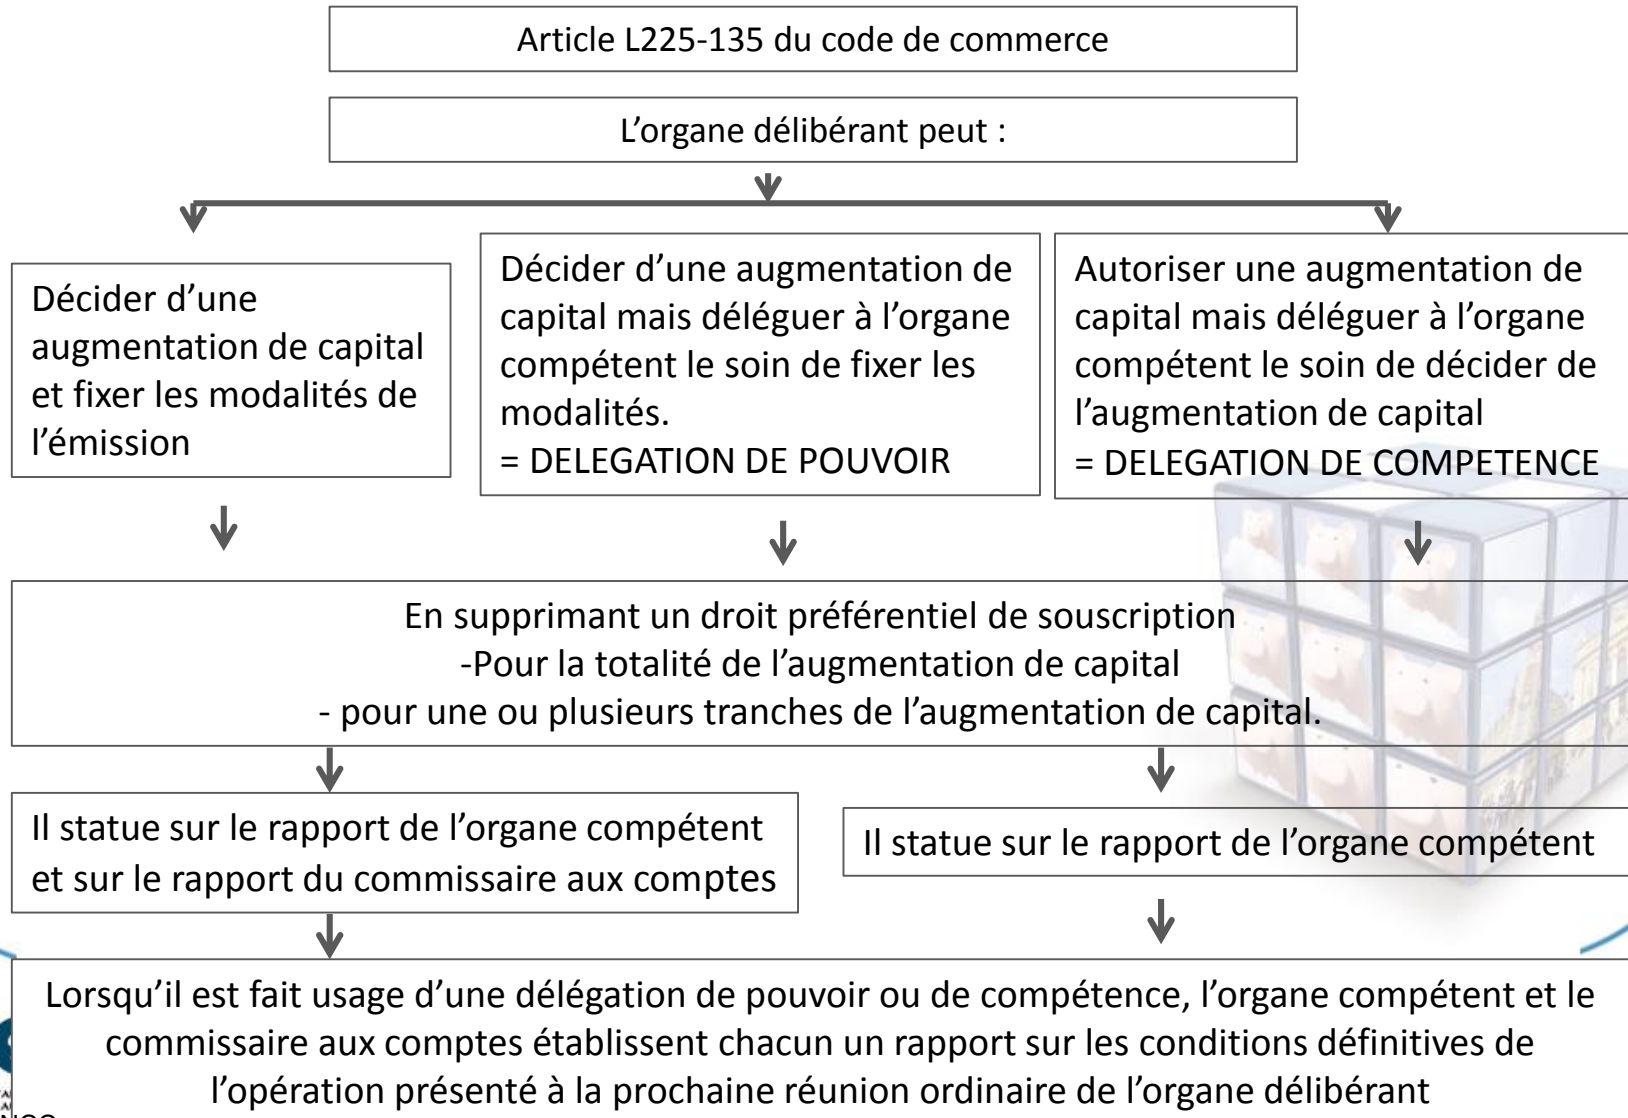 Article L225-135 du code de commerce
L’organe délibérant peut :
Décider d’une
augmentation de capital
et fixer les modalités de
l’émission
Décider d’une augmentation de
capital mais déléguer à l’organe
compétent le soin de fixer les
modalités.
= DELEGATION DE POUVOIR
Autoriser une augmentation de
capital mais déléguer à l’organe
compétent le soin de décider de
l’augmentation de capital
= DELEGATION DE COMPETENCE
En supprimant un droit préférentiel de souscription
-Pour la totalité de l’augmentation de capital
- pour une ou plusieurs tranches de l’augmentation de capital.
Il statue sur le rapport de l’organe compétent
et sur le rapport du commissaire aux comptes
Il statue sur le rapport de l’organe compétent
Lorsqu’il est fait usage d’une délégation de pouvoir ou de compétence, l’organe compétent et le
commissaire aux comptes établissent chacun un rapport sur les conditions définitives de
l’opération présenté à la prochaine réunion ordinaire de l’organe délibérant